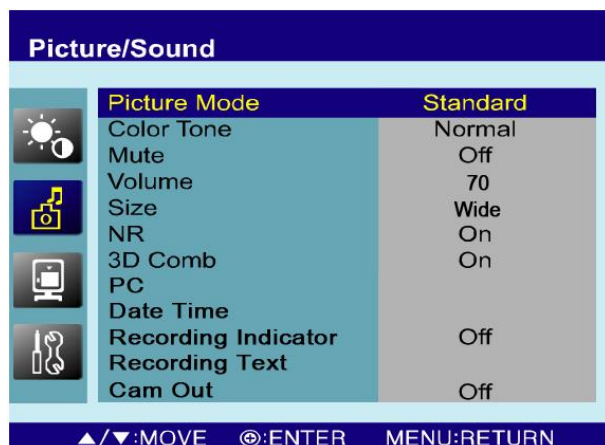 Picture/Sound
Picture Mode Standard
Color Tone Normal
Mute Off
Volume 70
Size Wide
NR On
3D Comb On
PC
Date Time
Recording Indicator Off
Recording Text
Cam Out Off
▲/▼:MOVE ⊕:ENTER MENU:RETURN